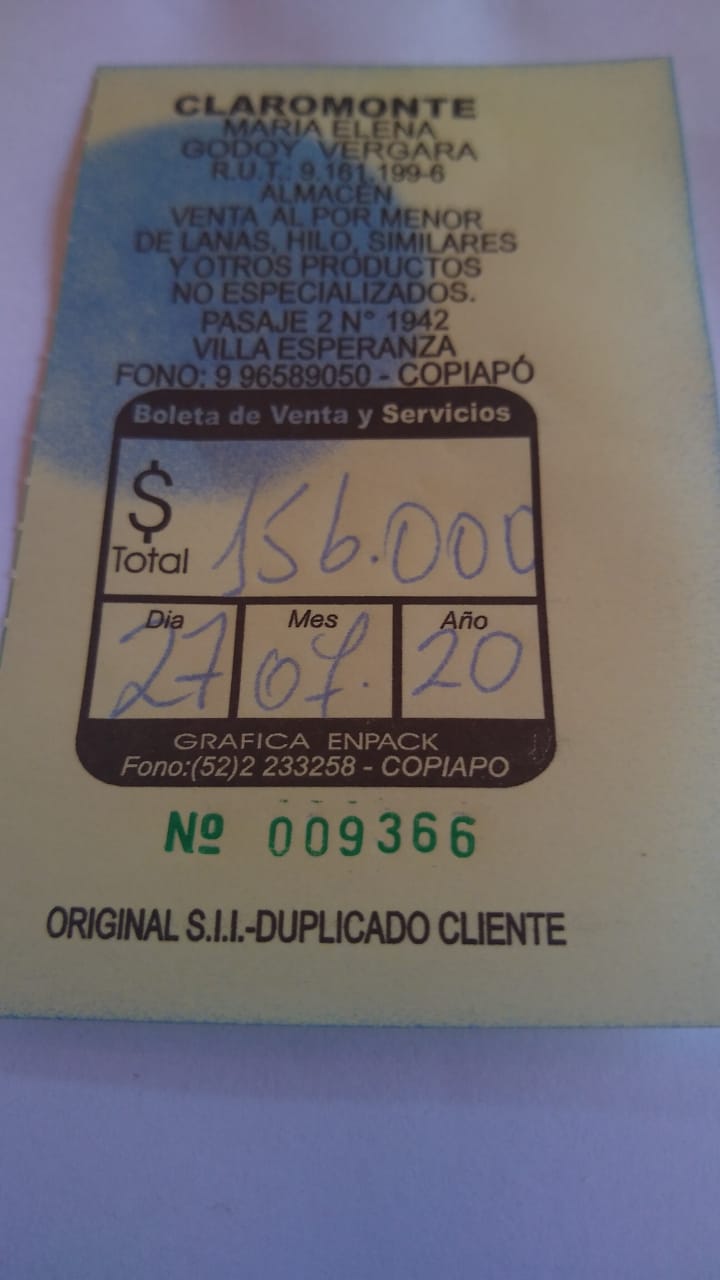 CLAROMONTE
MARIA ELENA
GODOY VERGARA
R.U.T.: 9.161.199-6
ALMACÉN
VENTA AL POR MENOR
DE LANAS, HILO, SIMILARES
Y OTROS PRODUCTOS
NO ESPECIALIZADOS.
PASAJE 2 N° 1942
VILLA ESPERANZA
FONO: 9 96589050 - COPIAPÓ
Boleta de Venta y Servicios
$ Total 156.000
Dia Mes Año
27 07. 20
GRAFICA ENPACK
Fono:(52)2 233258 - COPIAPO
Nº 009366
ORIGINAL S.I.I.-DUPLICADO CLIENTE